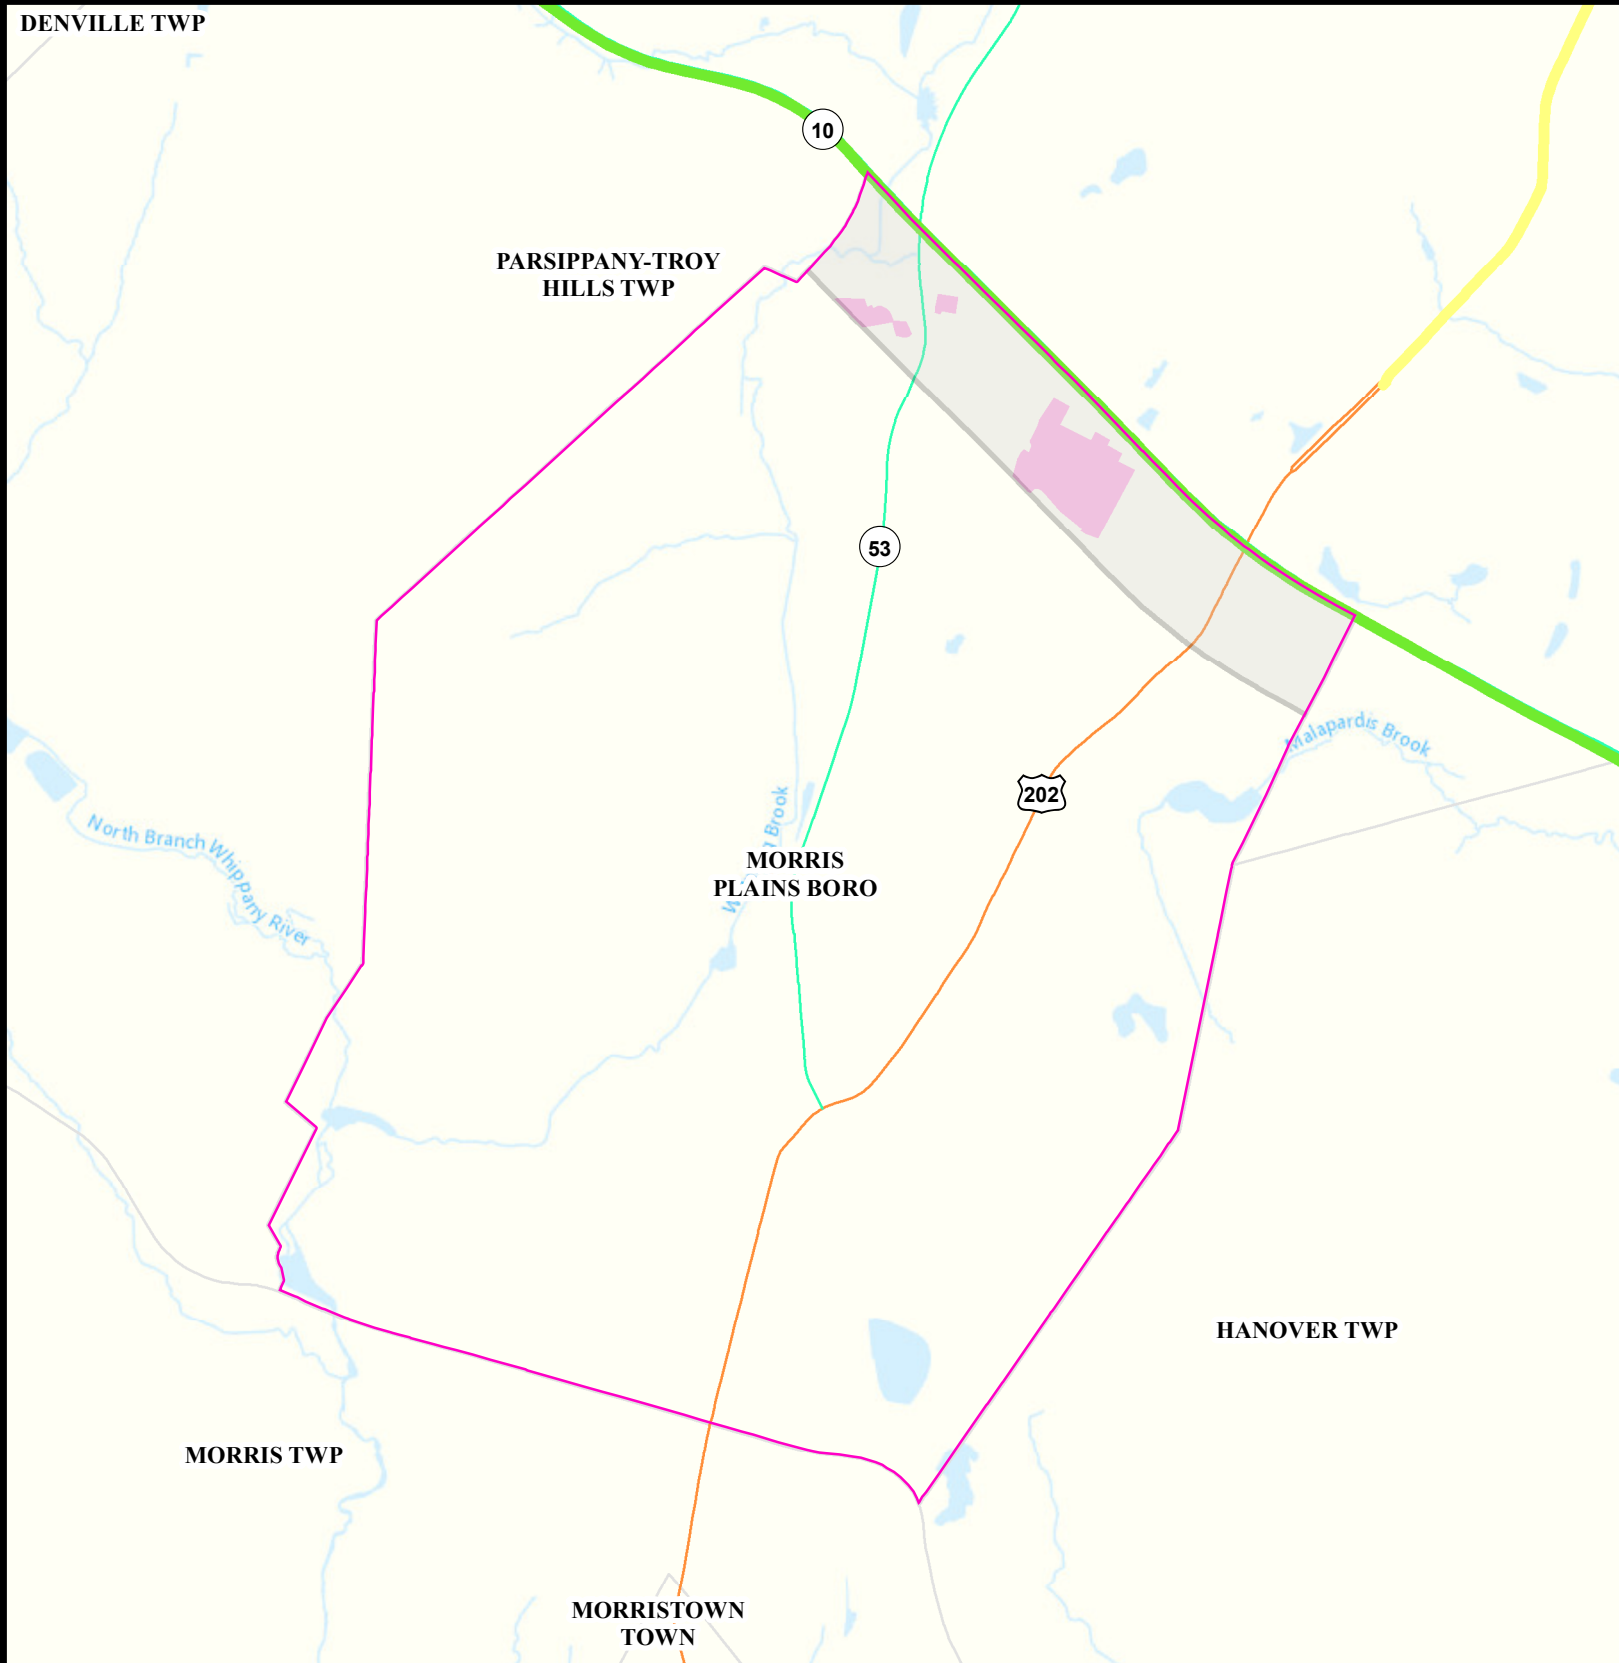 DENVILLE TWP
10
PARSIPPANY-TROY
HILLS TWP
53
Malapardis Brook
202
North Branch Whippany River
Brook
MORRIS
PLAINS BORO
HANOVER TWP
MORRIS TWP
MORRISTOWN
TOWN